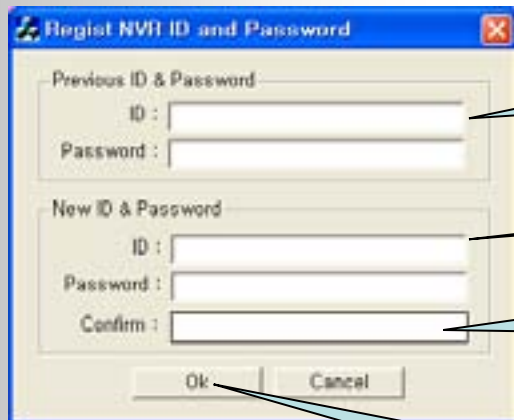 Regist NVR ID and Password
Previous ID & Password
ID :
Password :
New ID & Password
ID :
Password :
Confirm :
Ok
Cancel